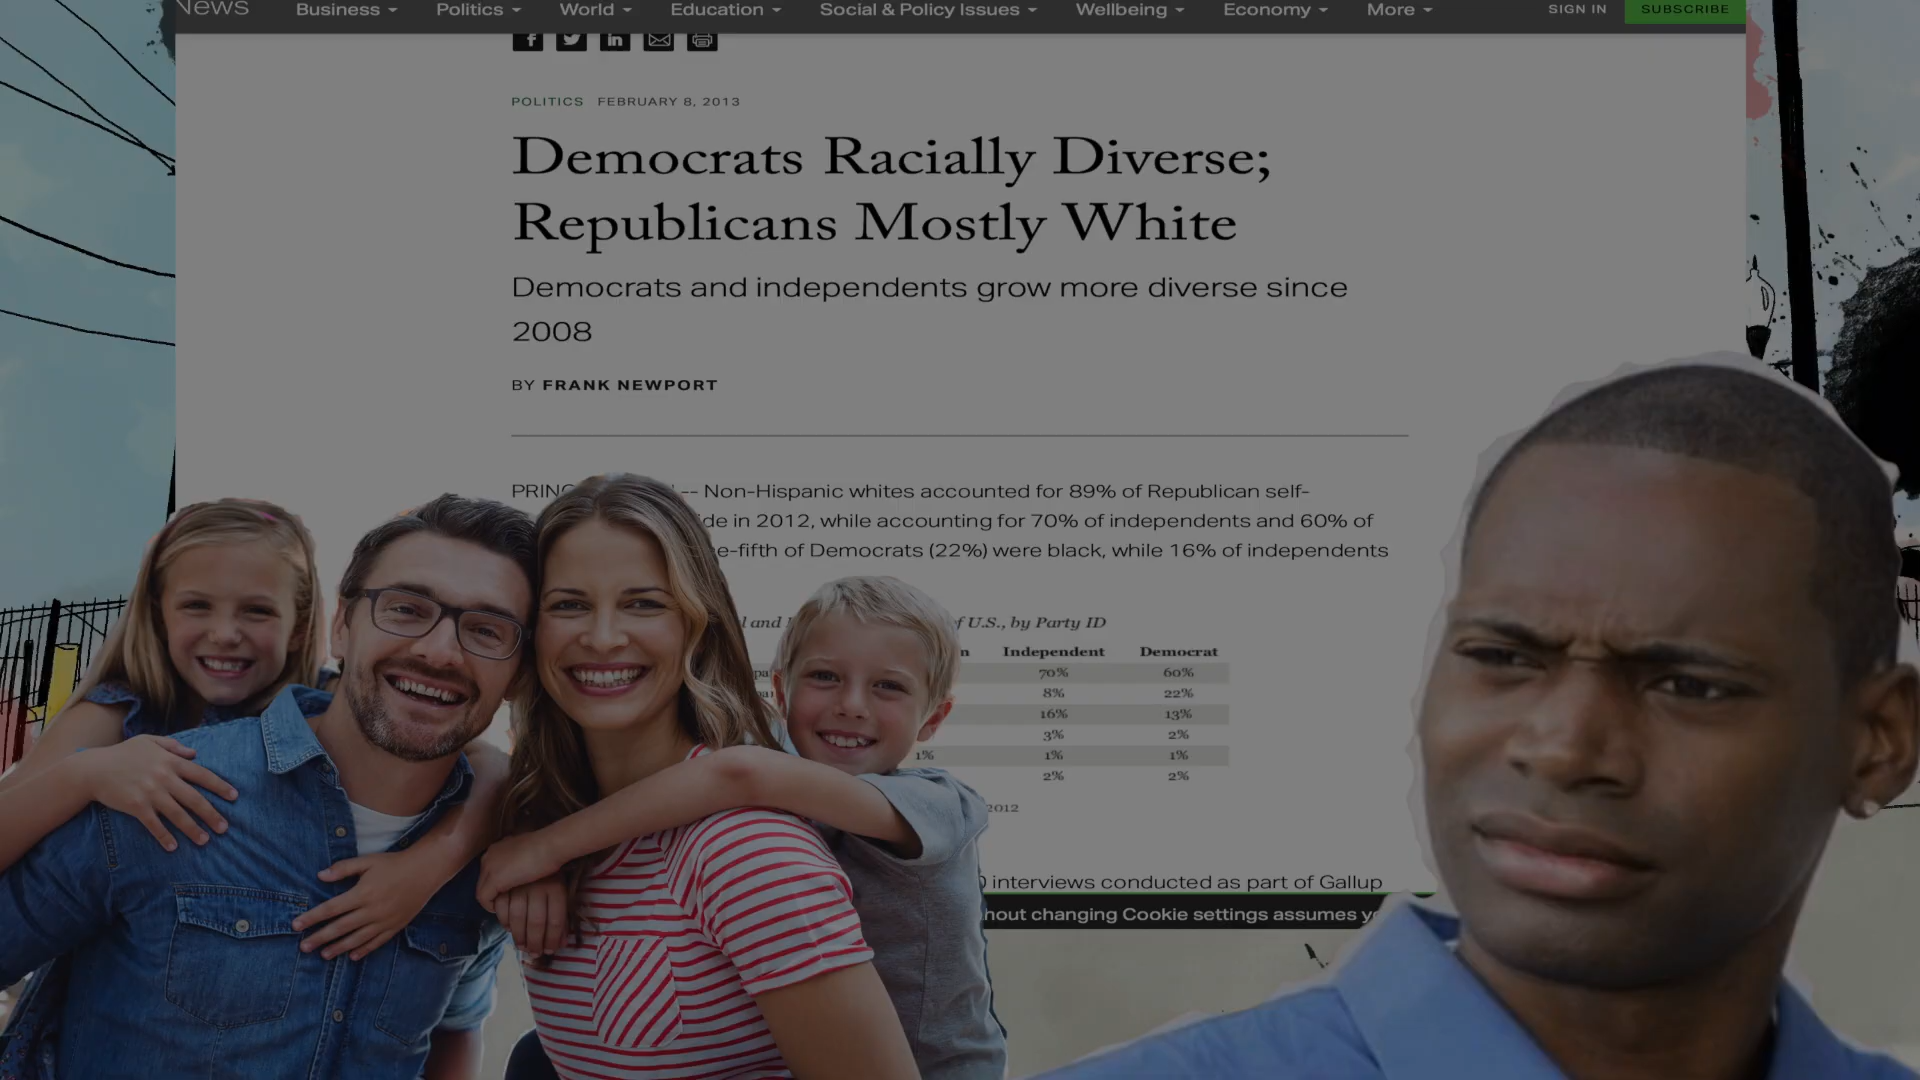 News Business Politics World Education Social & Policy Issues Wellbeing Economy More SIGN IN SUBSCRIBE
POLITICS FEBRUARY 8, 2013
Democrats Racially Diverse;
Republicans Mostly White
Democrats and independents grow more diverse since
2008
BY FRANK NEWPORT
-- Non-Hispanic whites accounted for 89% of Republican self-
in 2012, while accounting for 70% of independents and 60% of
of Democrats (22%) were black, while 16% of independents
of U.S., by Party ID
Independent Democrat
70% 60%
8% 22%
16% 13%
3% 2%
1% 1% 1%
2% 2%
2012
interviews conducted as part of Gallup
changing Cookie settings assumes